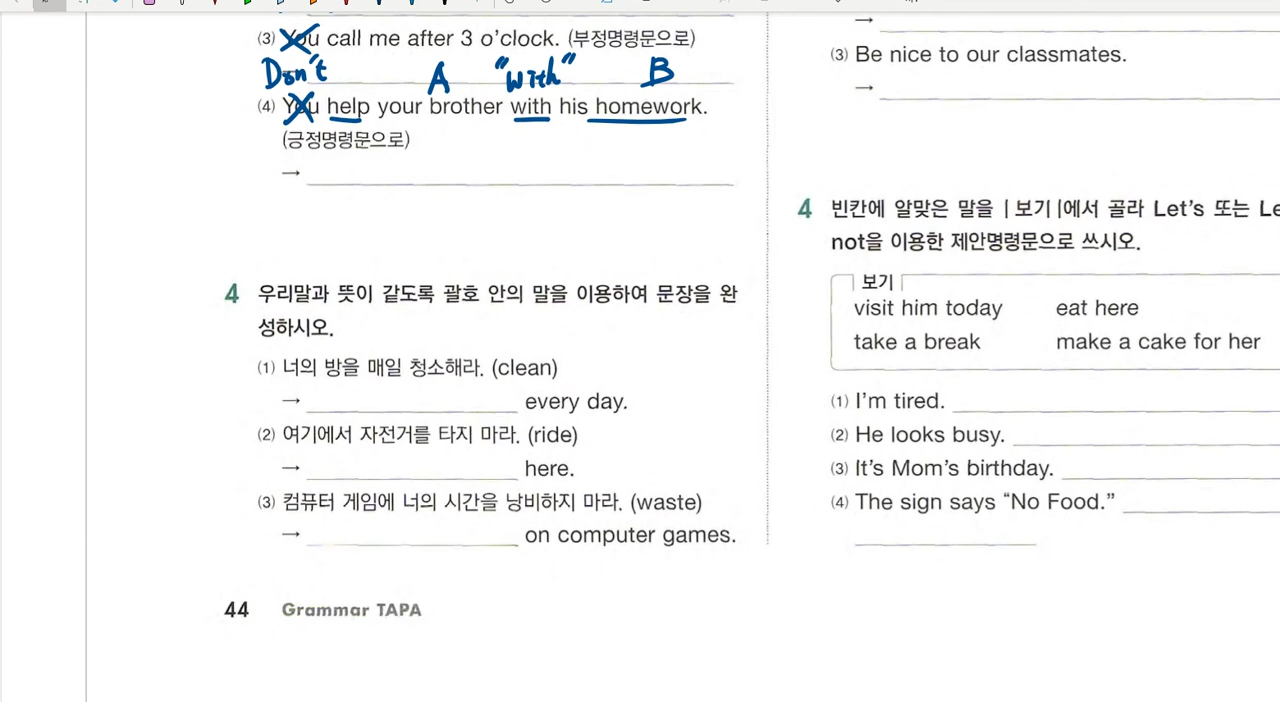 (3) You call me after 3 o'clock. (부정명령문으로)
Don't A "with" B
(4) You help your brother with his homework.
(긍정명령문으로)
→
4 우리말과 뜻이 같도록 괄호 안의 말을 이용하여 문장을 완
성하시오.
(1) 너의 방을 매일 청소해라. (clean)
→ every day.
(2) 여기에서 자전거를 타지 마라. (ride)
→ here.
(3) 컴퓨터 게임에 너의 시간을 낭비하지 마라. (waste)
→ on computer games.
44 Grammar TAPA
→
(3) Be nice to our classmates.
→
4 빈칸에 알맞은 말을 |보기|에서 골라 Let's 또는 Le
not을 이용한 제안명령문으로 쓰시오.
보기
visit him today eat here
take a break make a cake for her
(1) I'm tired.
(2) He looks busy.
(3) It's Mom's birthday.
(4) The sign says “No Food.”